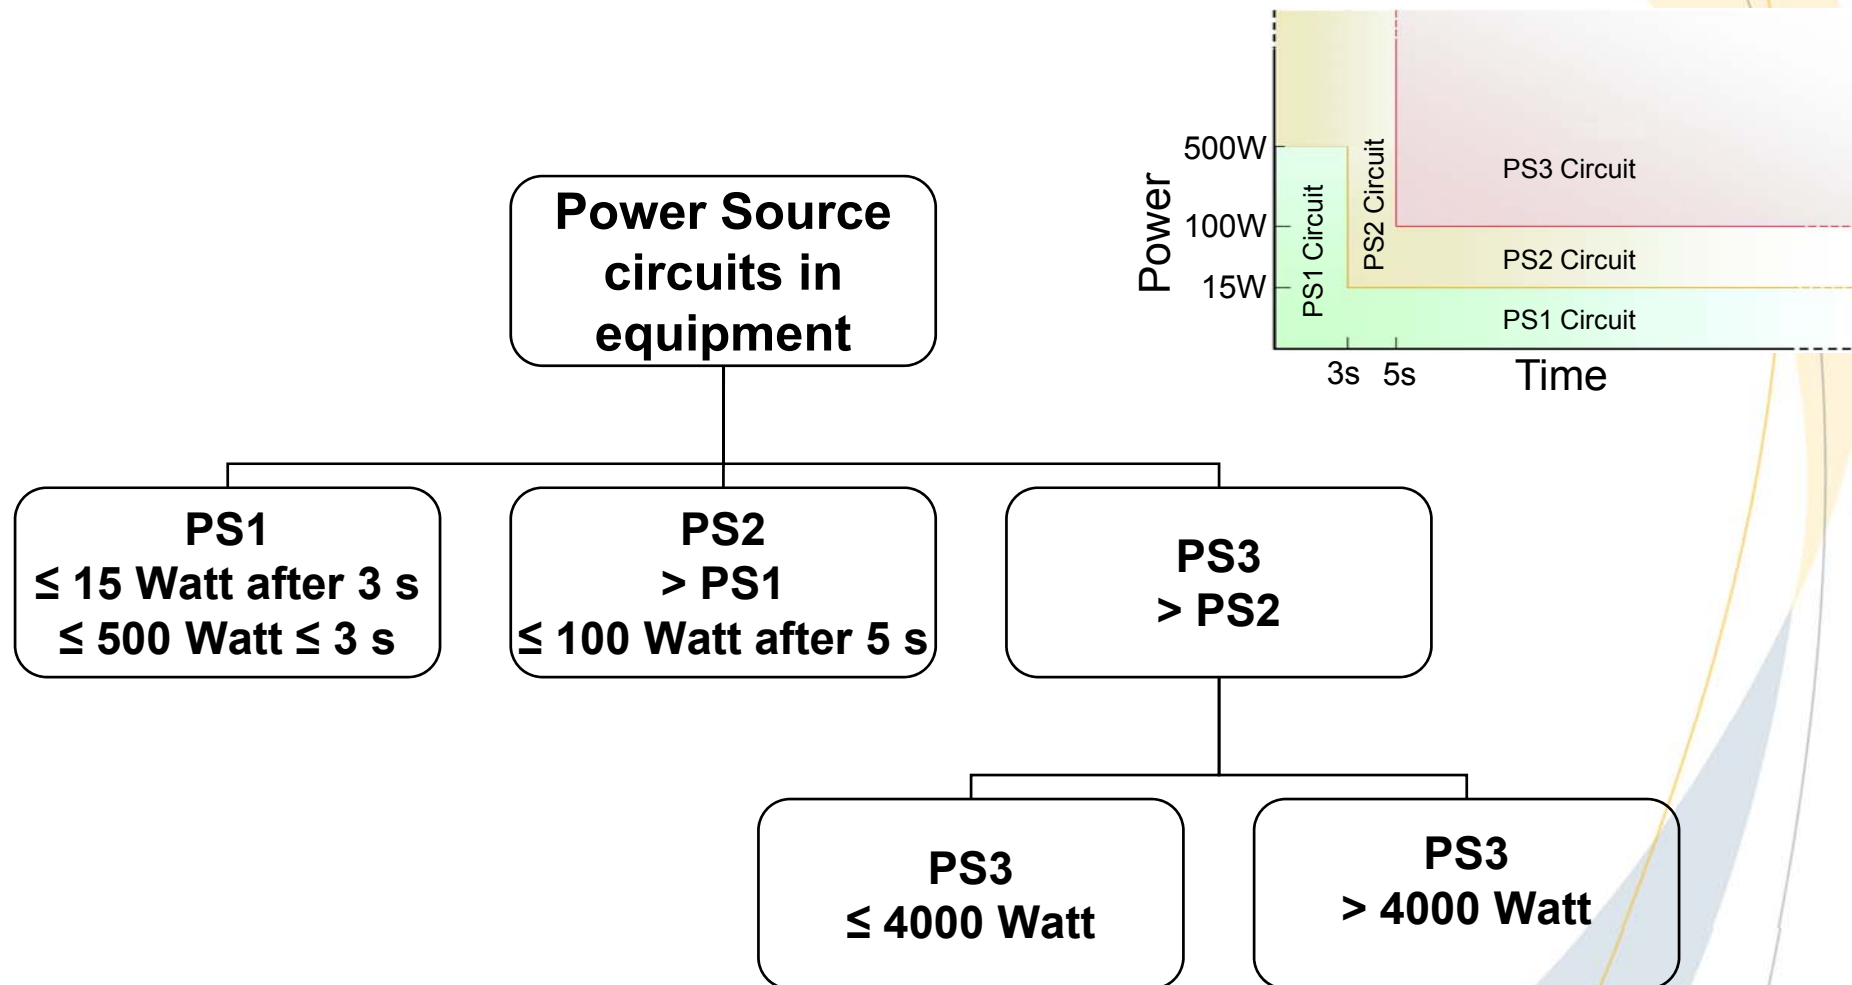 500W
100W
15W
Power
PS1 Circuit
PS2 Circuit
PS3 Circuit
PS2 Circuit
PS1 Circuit
3s 5s
Time
Power Source
circuits in
equipment
PS1
≤ 15 Watt after 3 s
≤ 500 Watt ≤ 3 s
PS2
> PS1
≤ 100 Watt after 5 s
PS3
> PS2
PS3
≤ 4000 Watt
PS3
> 4000 Watt